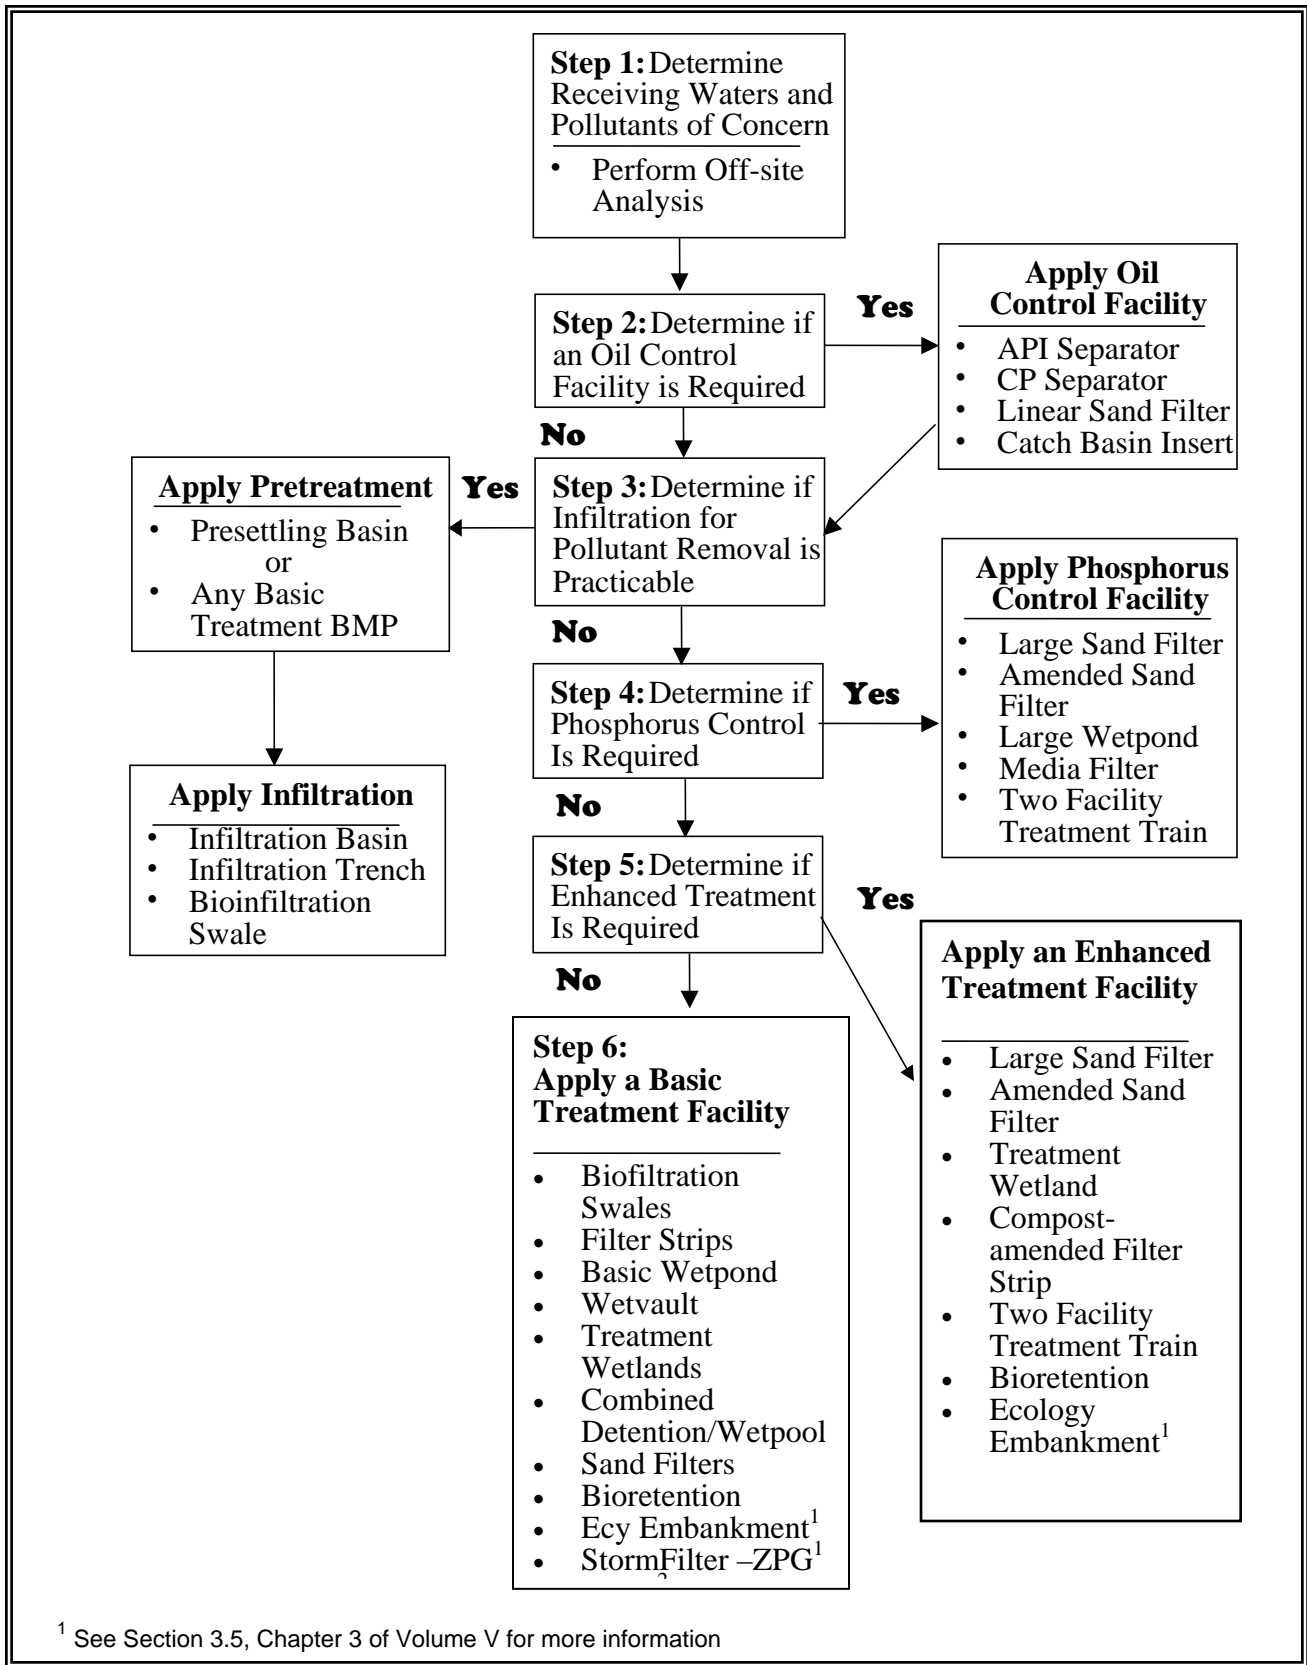 Step 1: Determine
Receiving Waters and
Pollutants of Concern
• Perform Off-site
Analysis
Yes
Apply Oil
Control Facility
• API Separator
• CP Separator
• Linear Sand Filter
• Catch Basin Insert
Step 2: Determine if
an Oil Control
Facility is Required
No
Step 3: Determine if
Infiltration for
Pollutant Removal is
Practicable
Yes
Apply Pretreatment
• Presettling Basin
or
• Any Basic
Treatment BMP
Apply Infiltration
• Infiltration Basin
• Infiltration Trench
• Bioinfiltration
Swale
No
Step 4: Determine if
Phosphorus Control
Is Required
Yes
Apply Phosphorus
Control Facility
• Large Sand Filter
• Amended Sand
Filter
• Large Wetpond
• Media Filter
• Two Facility
Treatment Train
No
Step 5: Determine if
Enhanced Treatment
Is Required
Yes
Apply an Enhanced
Treatment Facility
• Large Sand Filter
• Amended Sand
Filter
• Treatment
Wetland
• Compost-
amended Filter
Strip
• Two Facility
Treatment Train
• Bioretention
• Ecology
Embankment¹
No
Step 6:
Apply a Basic
Treatment Facility
• Biofiltration
Swales
• Filter Strips
• Basic Wetpond
• Wetvault
• Treatment
Wetlands
• Combined
Detention/Wetpool
• Sand Filters
• Bioretention
• Ecy Embankment¹
• StormFilter –ZPG¹
¹ See Section 3.5, Chapter 3 of Volume V for more information